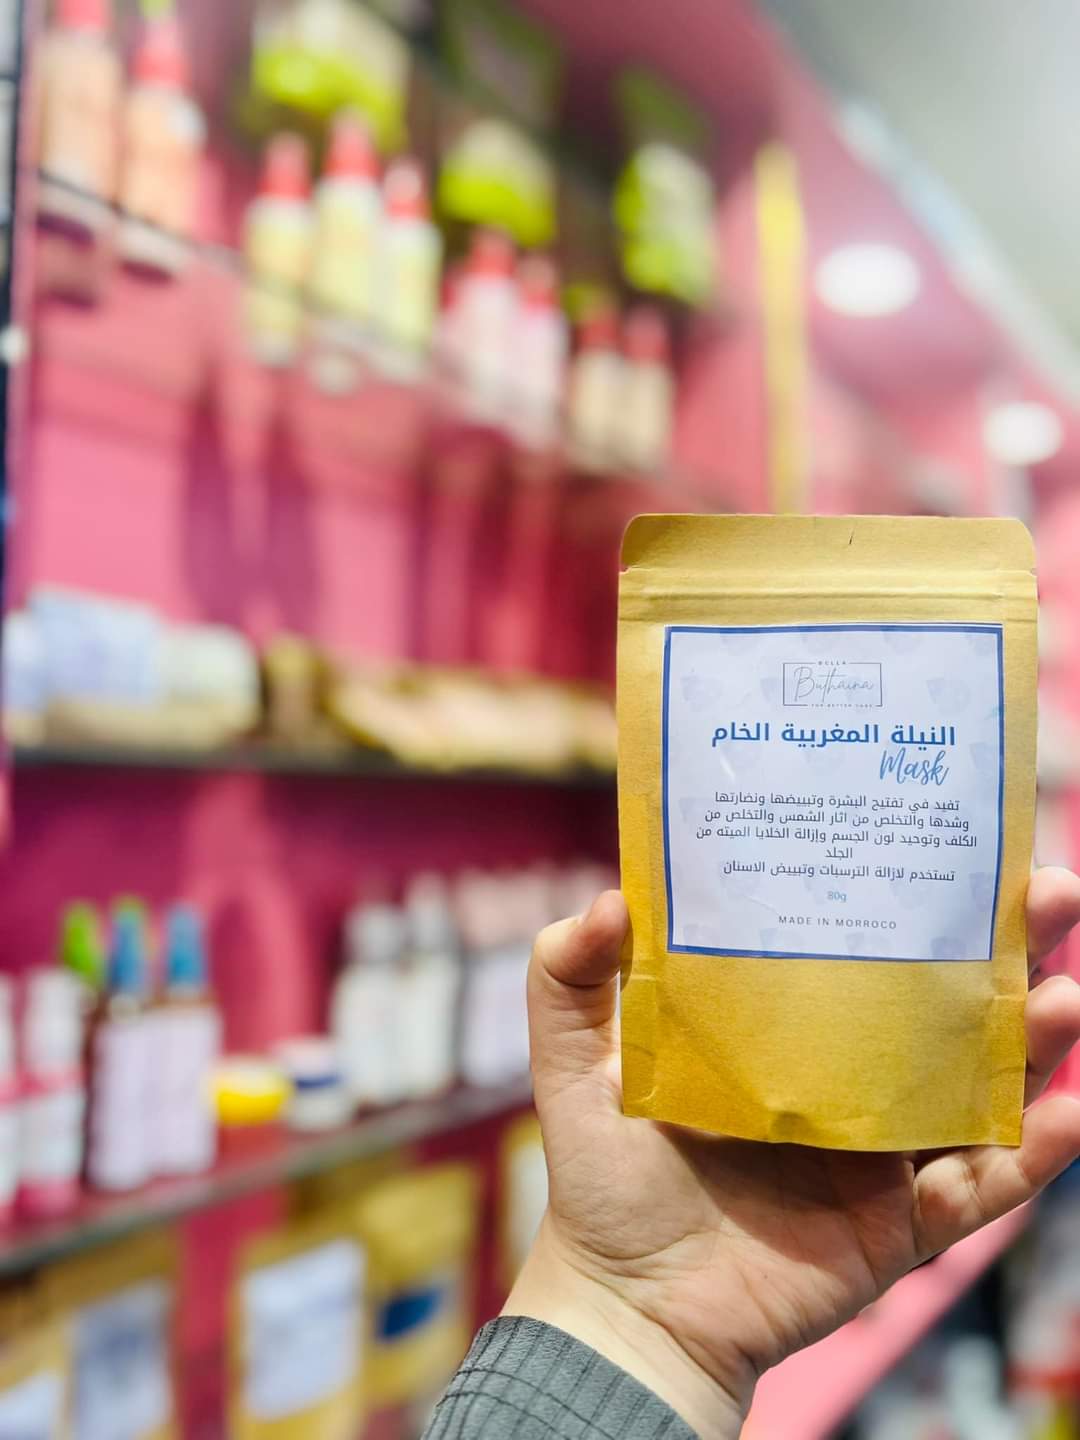 BELLA
Buthaina
FOR BETTER CARE
النيلة المغربية الخام
Mask
تفيد في تفتيح البشرة وتبييضها ونضارتها
وشدها والتخلص من اثار الشمس والتخلص من
الكلف وتوحيد لون الجسم وإزالة الخلايا الميته من
الجلد
تستخدم لازالة الترسبات وتبييض الاسنان
80g
MADE IN MORROCO